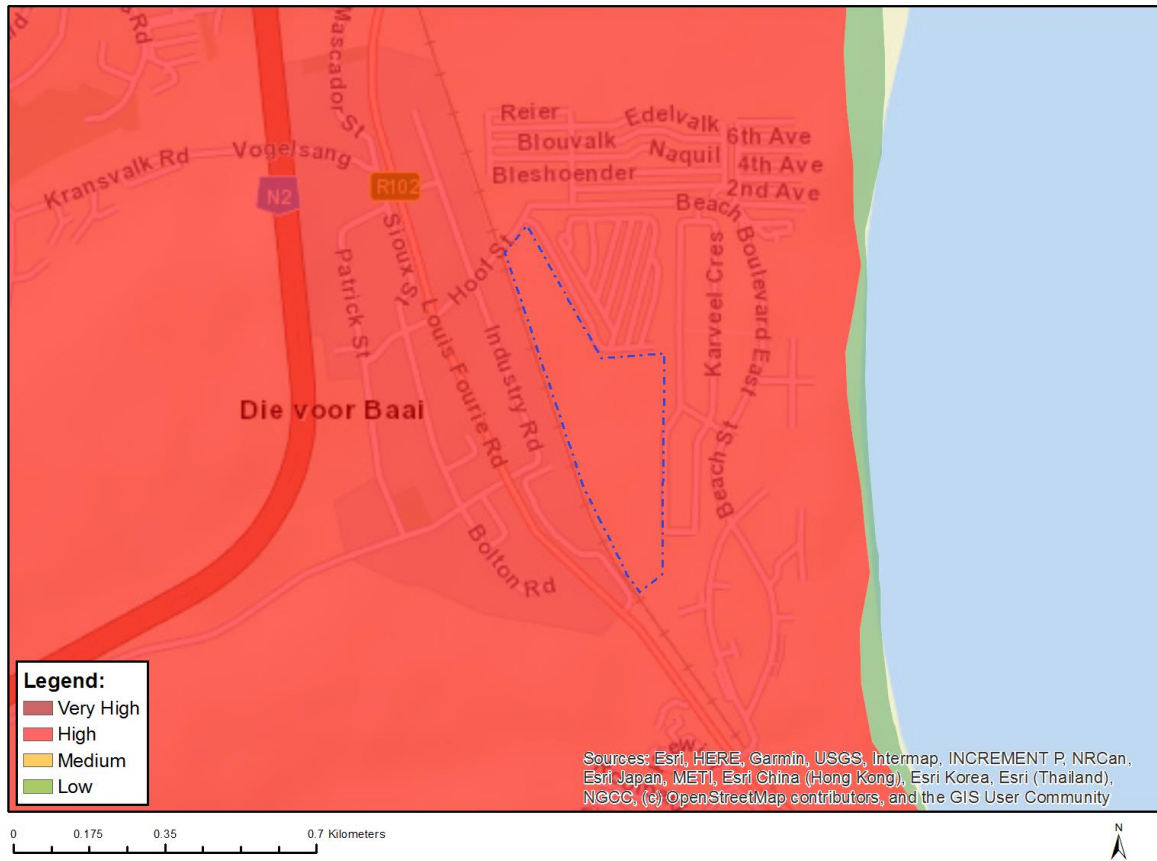 Rd
Mascador St
Reier
Edelvalk
6th Ave
Blouvalk
Naquil
4th Ave
Vogelsang
Kransvalk Rd
Bleshoender
2nd Ave
R102
N2
Beach Boulevard East
Sioux St
Hoof St
Patrick St
Karveel Cres
Louis Fourie Rd
Industry Rd
Die voor Baai
Beach St
Bolton Rd
Legend:
Very High
High
Medium
Low
Sources: Esri, HERE, Garmin, USGS, Intermap, INCREMENT P, NRCan,
Esri Japan, METI, Esri China (Hong Kong), Esri Korea, Esri (Thailand),
NGCC, (c) OpenStreetMap contributors, and the GIS User Community
0 0.175 0.35 0.7 Kilometers
N